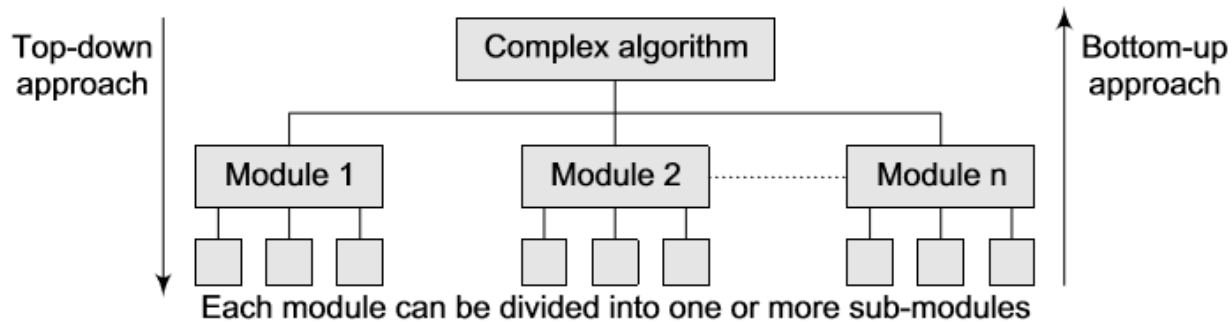 Top-down
approach
Complex algorithm
Bottom-up
approach
Module 1
Module 2
Module n
Each module can be divided into one or more sub-modules